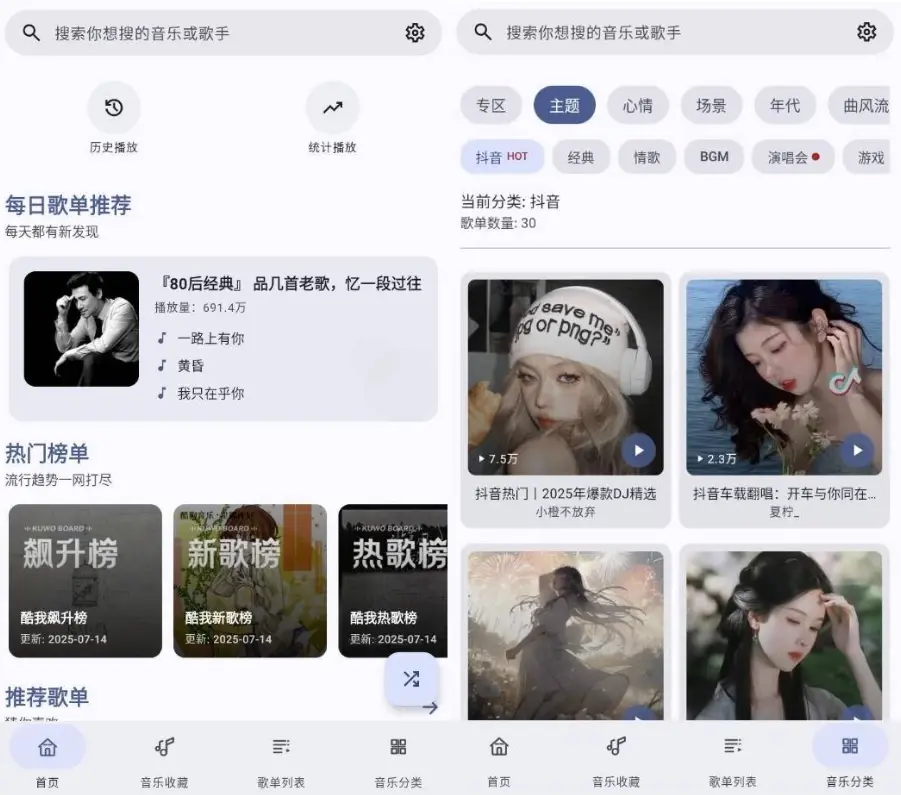 搜索你想搜的音乐或歌手
历史播放
统计播放
每日歌单推荐
每天都有新发现
『80后经典』 品几首老歌，忆一段过往
播放量：691.4万
一路上有你
黄昏
我只在乎你
热门榜单
流行趋势一网打尽
KUWO BOARD
飙升榜
酷我飙升榜
更新: 2025-07-14
KUWO BOARD
新歌榜
酷我新歌榜
更新: 2025-07-14
KUWO BOARD
热歌榜
酷我热歌榜
更新: 2025-07-14
推荐歌单
首页
音乐收藏
歌单列表
音乐分类
搜索你想搜的音乐或歌手
专区
主题
心情
场景
年代
曲风流
抖音 HOT
经典
情歌
BGM
演唱会
游戏
当前分类: 抖音
歌单数量: 30
save me"
or png?"
7.5万
抖音热门丨2025年爆款DJ精选
小橙不放弃
2.3万
抖音车载翻唱：开车与你同在...
夏柠_
首页
音乐收藏
歌单列表
音乐分类